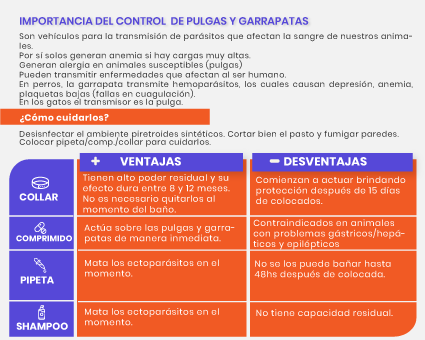 IMPORTANCIA DEL CONTROL DE PULGAS Y GARRAPATAS
Son vehículos para la transmisión de parásitos que afectan la sangre de nuestros anima-
les.
Por sí solos generan anemia si hay cargas muy altas.
Generan alergia en animales susceptibles (pulgas)
Pueden transmitir enfermedades que afectan al ser humano.
En perros, la garrapata transmite hemoparásitos, los cuales causan depresión, anemia,
plaquetas bajas (fallas en cuagulación).
En los gatos el transmisor es la pulga.
¿Cómo cuidarlos?
Desisnfectar el ambiente piretroides sintéticos. Cortar bien el pasto y fumigar paredes.
Colocar pipeta/comp./collar para cuidarlos.
+ VENTAJAS
- DESVENTAJAS
COLLAR
Tienen alto poder residual y su
efecto dura entre 8 y 12 meses.
No es necesario quitarlos al
momento del baño.
Comienzan a actuar brindando
protección después de 15 días
de colocados.
COMPRIMIDO
Actúa sobre las pulgas y garra-
patas de manera inmediata.
Contraindicados en animales
con problemas gástricos/hepá-
ticos y epilépticos
PIPETA
Mata los ectoparásitos en el
momento.
No se los puede bañar hasta
48hs después de colocada.
SHAMPOO
Mata los ectoparásitos en el
momento.
No tiene capacidad residual.